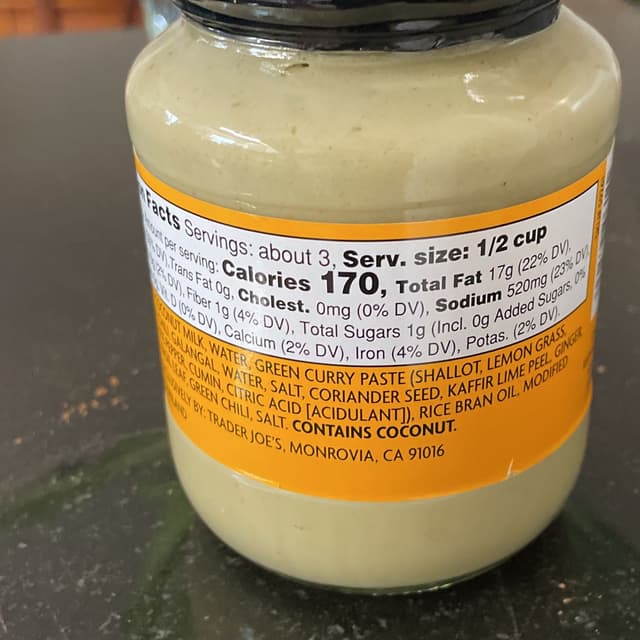 Facts Servings: about 3, Serv. size: 1/2 cup
per serving: Calories 170, Total Fat 17g (22% DV),
DV), Trans Fat 0g, Cholest. 0mg (0% DV), Sodium 520mg (23% DV),
DV), Fiber 1g (4% DV), Total Sugars 1g (Incl. 0g Added Sugars, 0%
D (0% DV), Calcium (2% DV), Iron (4% DV), Potas. (2% DV).
MILK, WATER, GREEN CURRY PASTE (SHALLOT, LEMON GRASS,
GALANGAL, WATER, SALT, CORIANDER SEED, KAFFIR LIME PEEL, GINGER,
CUMIN, CITRIC ACID [ACIDULANT]), RICE BRAN OIL, MODIFIED
GREEN CHILI, SALT. CONTAINS COCONUT.
BY: TRADER JOE'S, MONROVIA, CA 91016